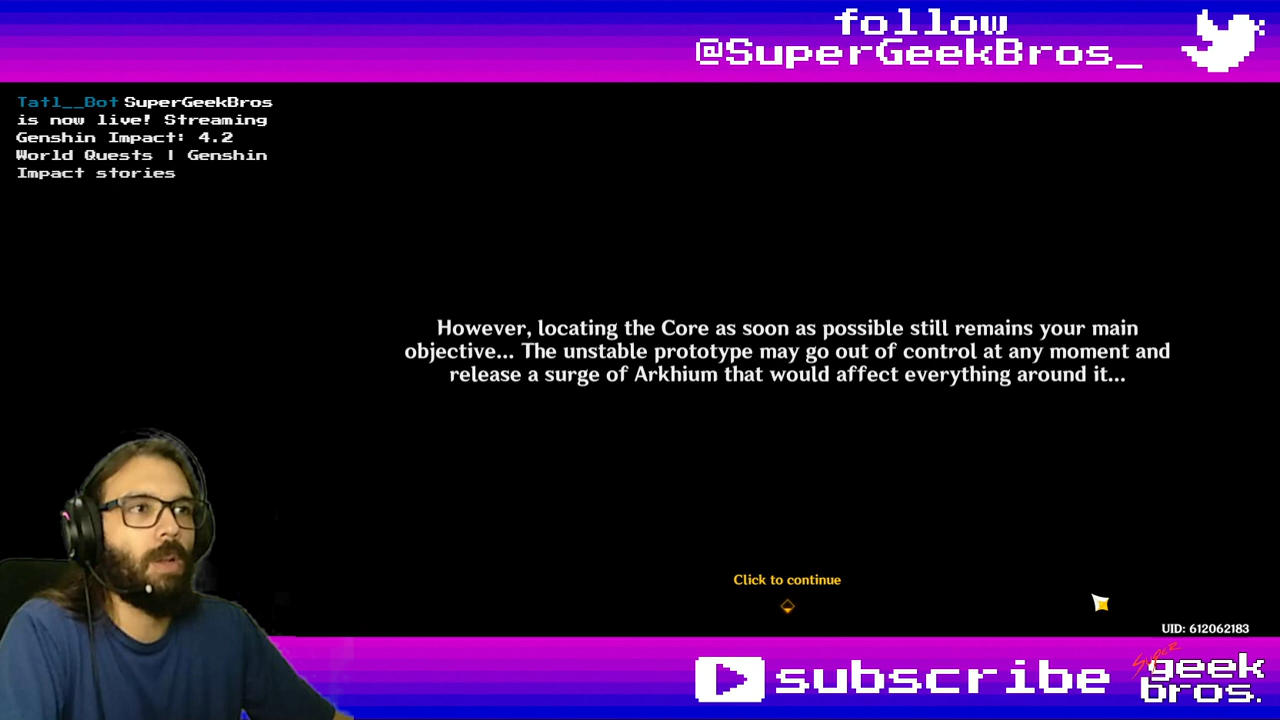 follow
@SuperGeekBros_
Tatl__Bot SuperGeekBros
is now live! Streaming
Genshin Impact: 4.2
World Quests | Genshin
Impact stories
However, locating the Core as soon as possible still remains your main
objective... The unstable prototype may go out of control at any moment and
release a surge of Arkhium that would affect everything around it...
Click to continue
UID: 612062183
subscribe
super
geek
bros.